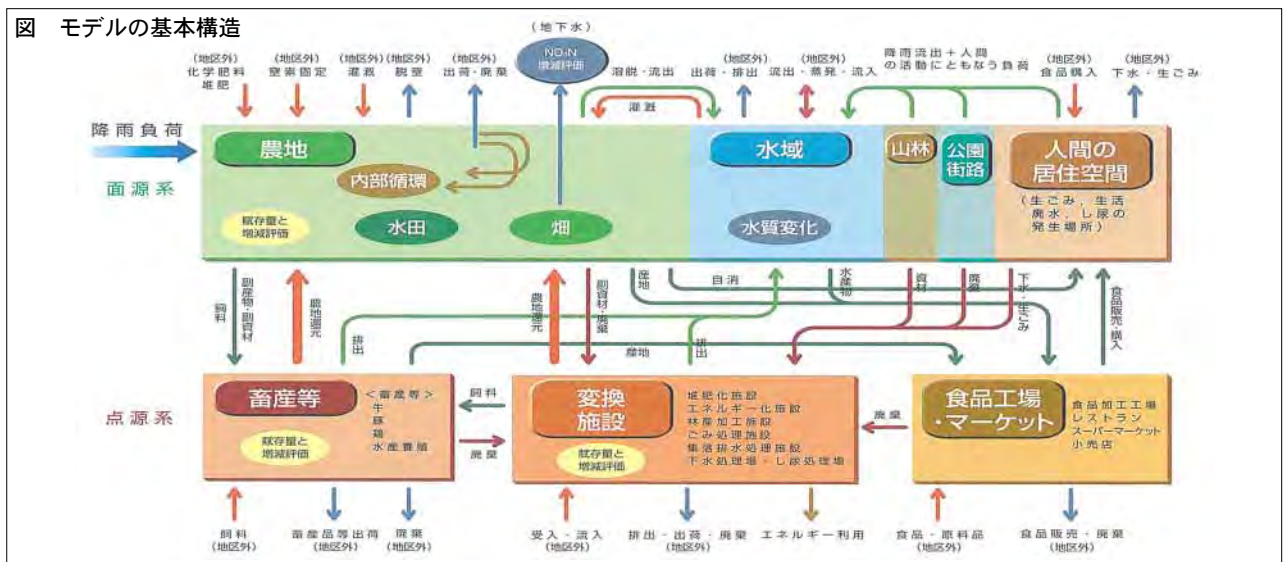 図　モデルの基本構造
(地区外)
化学肥料
堆肥
(地区外)
窒素固定
(地区外)
灌漑
(地区外)
脱窒
(地区外)
出荷・廃棄
(地下水)
NO₃-N
増減評価
溶脱・流出
灌漑
(地区外)
出荷・排出
(地区外)
流出・蒸発・流入
降雨流出+人間
の活動にともなう負荷
(地区外)
食品購入
(地区外)
下水・生ごみ
降雨負荷
面源系
農地
内部循環
賦存量と
増減評価
水田
畑
水域
水質変化
山林
公園
街路
人間の
居住空間
(生ごみ,生活
廃水,し尿の
発生場所)
飼料
副産物・副資材
農地還元
排出
農地還元
副資材・廃棄
産地
自消
排出
水産物
資材
廃棄
下水・生ごみ
食品販売・購入
産地
点源系
畜産等
賦存量と
増減評価
<畜産等>
牛
豚
鶏
水産養殖
飼料
廃棄
変換
施設
賦存量と
増減評価
堆肥化施設
エネルギー化施設
林産加工施設
ごみ処理施設
集落排水処理施設
下水処理場・し尿処理場
廃棄
食品工場
・マーケット
食品加工工場
レストラン
スーパーマーケット
小売店
飼料
(地区外)
畜産品等出荷
(地区外)
廃棄
(地区外)
受入・流入
(地区外)
排出・出荷・廃棄
(地区外)
エネルギー利用
食品・原料品
(地区外)
食品販売・廃棄
(地区外)